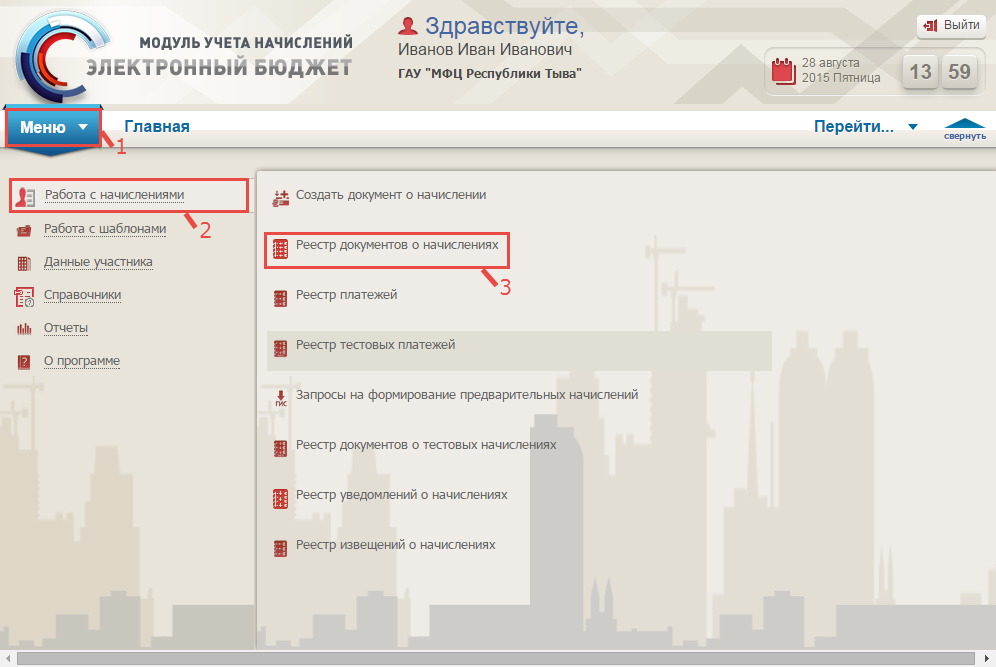 МОДУЛЬ УЧЕТА НАЧИСЛЕНИЙ
ЭЛЕКТРОННЫЙ БЮДЖЕТ
Здравствуйте,
Иванов Иван Иванович
ГАУ "МФЦ Республики Тыва"
Выйти
28 августа
2015 Пятница
13 59
Меню
1
Главная
Перейти...
свернуть
Работа с начислениями
2
Работа с шаблонами
Данные участника
Справочники
Отчеты
О программе
Создать документ о начислении
Реестр документов о начислениях
3
Реестр платежей
Реестр тестовых платежей
ГИС
Запросы на формирование предварительных начислений
Реестр документов о тестовых начислениях
Реестр уведомлений о начислениях
Реестр извещений о начислениях